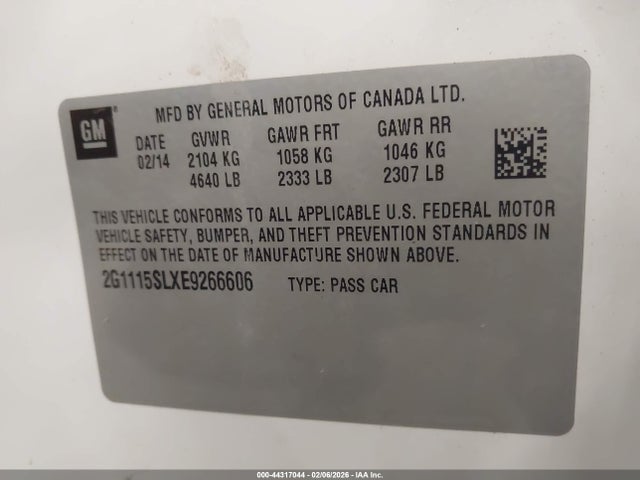 MFD BY GENERAL MOTORS OF CANADA LTD.
GM®
DATE GVWR GAWR FRT GAWR RR
02/14 2104 KG 1058 KG 1046 KG
4640 LB 2333 LB 2307 LB
THIS VEHICLE CONFORMS TO ALL APPLICABLE U.S. FEDERAL MOTOR
VEHICLE SAFETY, BUMPER, AND THEFT PREVENTION STANDARDS IN
EFFECT ON THE DATE OF MANUFACTURE SHOWN ABOVE.
2G1115SLXE9266606 TYPE: PASS CAR
000-44317044 - 02/06/2026 - IAA Inc.